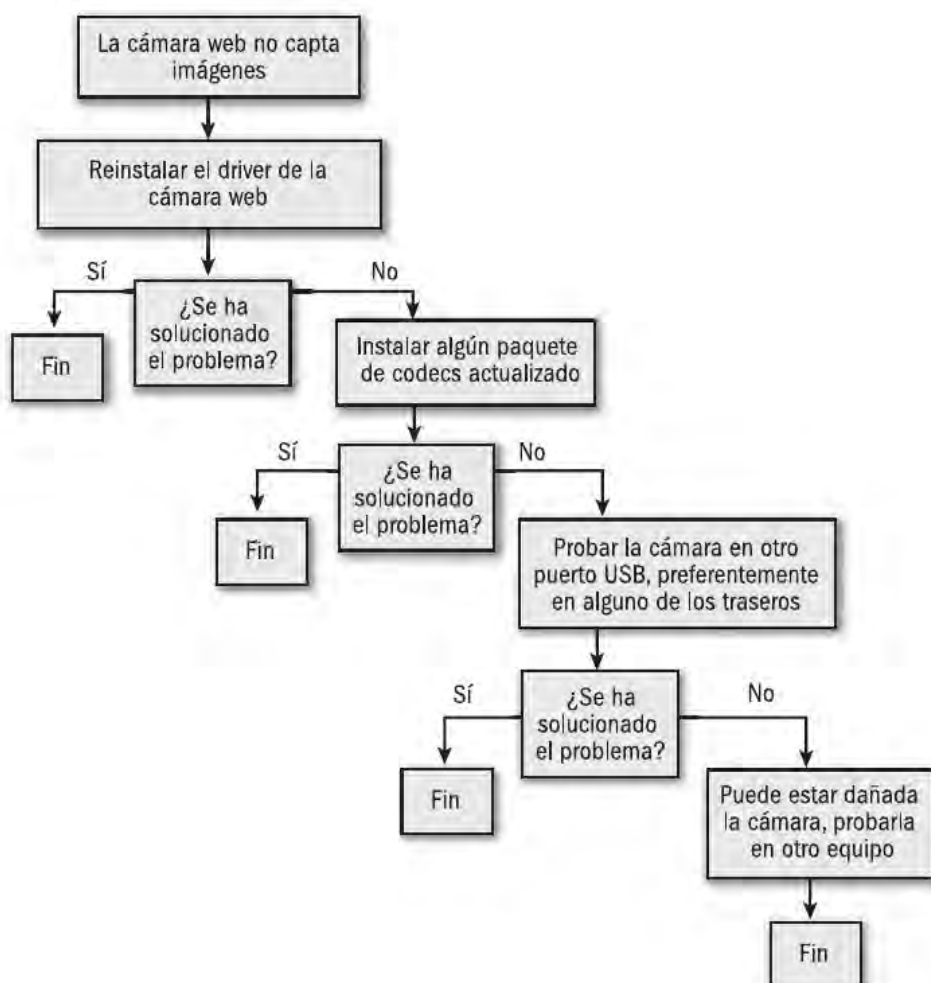 La cámara web no capta
imágenes
Reinstalar el driver de la
cámara web
Sí
No
¿Se ha
solucionado
el problema?
Fin
Instalar algún paquete
de codecs actualizado
Sí
No
¿Se ha
solucionado
el problema?
Fin
Probar la cámara en otro
puerto USB, preferentemente
en alguno de los traseros
Sí
No
¿Se ha
solucionado
el problema?
Fin
Puede estar dañada
la cámara, probarla
en otro equipo
Fin